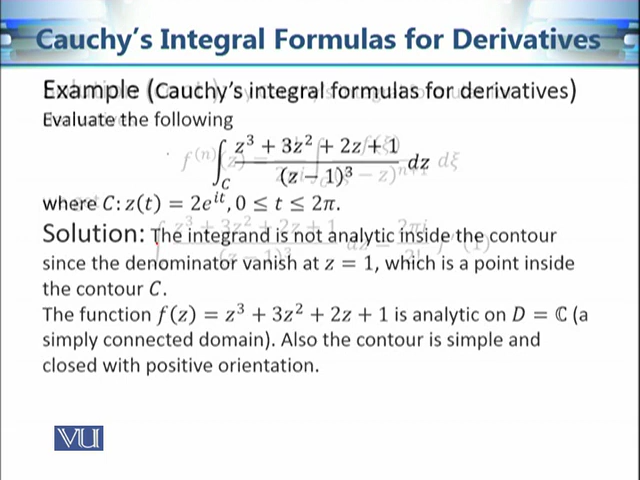 Cauchy's Integral Formulas for Derivatives
Example (Cauchy's integral formulas for derivatives)
Evaluate the following
∫_C (z³ + 3z² + 2z + 1)/(z − 1)³ dz
where C: z(t) = 2e^{it}, 0 ≤ t ≤ 2π.
Solution: The integrand is not analytic inside the contour
since the denominator vanish at z = 1, which is a point inside
the contour C.
The function f(z) = z³ + 3z² + 2z + 1 is analytic on D = ℂ (a
simply connected domain). Also the contour is simple and
closed with positive orientation.
VU